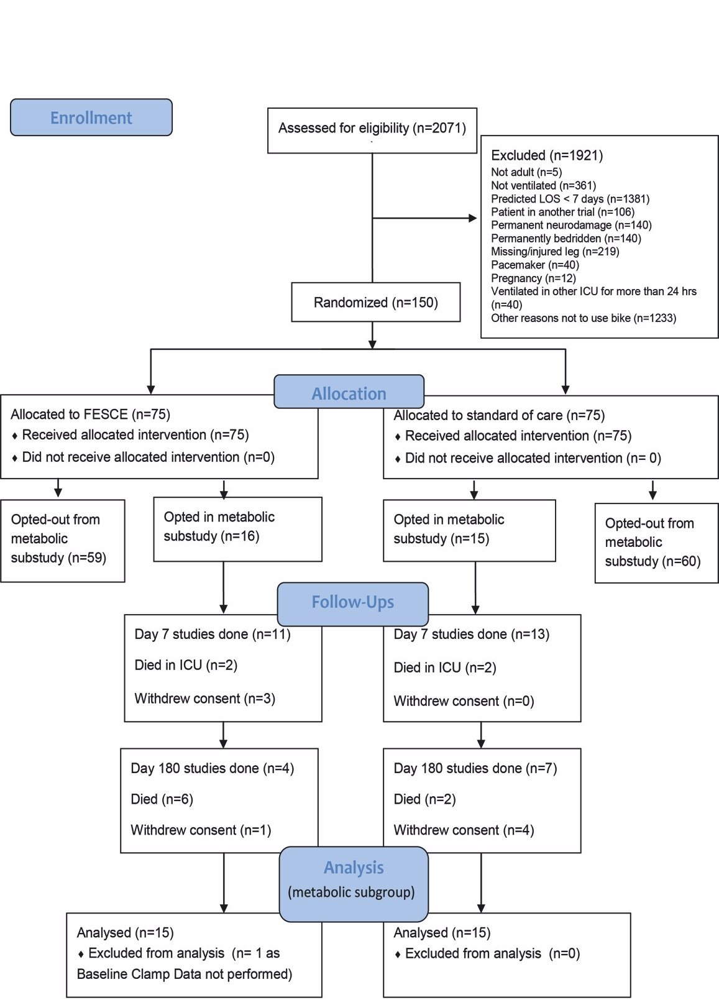 Enrollment
Assessed for eligibility (n=2071)
Excluded (n=1921)
Not adult (n=5)
Not ventilated (n=361)
Predicted LOS < 7 days (n=1381)
Patient in another trial (n=106)
Permanent neurodamage (n=140)
Permanently bedridden (n=140)
Missing/injured leg (n=219)
Pacemaker (n=40)
Pregnancy (n=12)
Ventilated in other ICU for more than 24 hrs
(n=40)
Other reasons not to use bike (n=1233)
Randomized (n=150)
Allocation
Allocated to FESCE (n=75)
♦ Received allocated intervention (n=75)
♦ Did not receive allocated intervention (n=0)
Allocated to standard of care (n=75)
♦ Received allocated intervention (n=75)
♦ Did not receive allocated intervention (n= 0)
Opted-out from
metabolic
substudy (n=59)
Opted in metabolic
substudy (n=16)
Opted in metabolic
substudy (n=15)
Opted-out from
metabolic
substudy (n=60)
Follow-Ups
Day 7 studies done (n=11)
Died in ICU (n=2)
Withdrew consent (n=3)
Day 7 studies done (n=13)
Died in ICU (n=2)
Withdrew consent (n=0)
Day 180 studies done (n=4)
Died (n=6)
Withdrew consent (n=1)
Day 180 studies done (n=7)
Died (n=2)
Withdrew consent (n=4)
Analysis
(metabolic subgroup)
Analysed (n=15)
♦ Excluded from analysis (n= 1 as
Baseline Clamp Data not performed)
Analysed (n=15)
♦ Excluded from analysis (n=0)